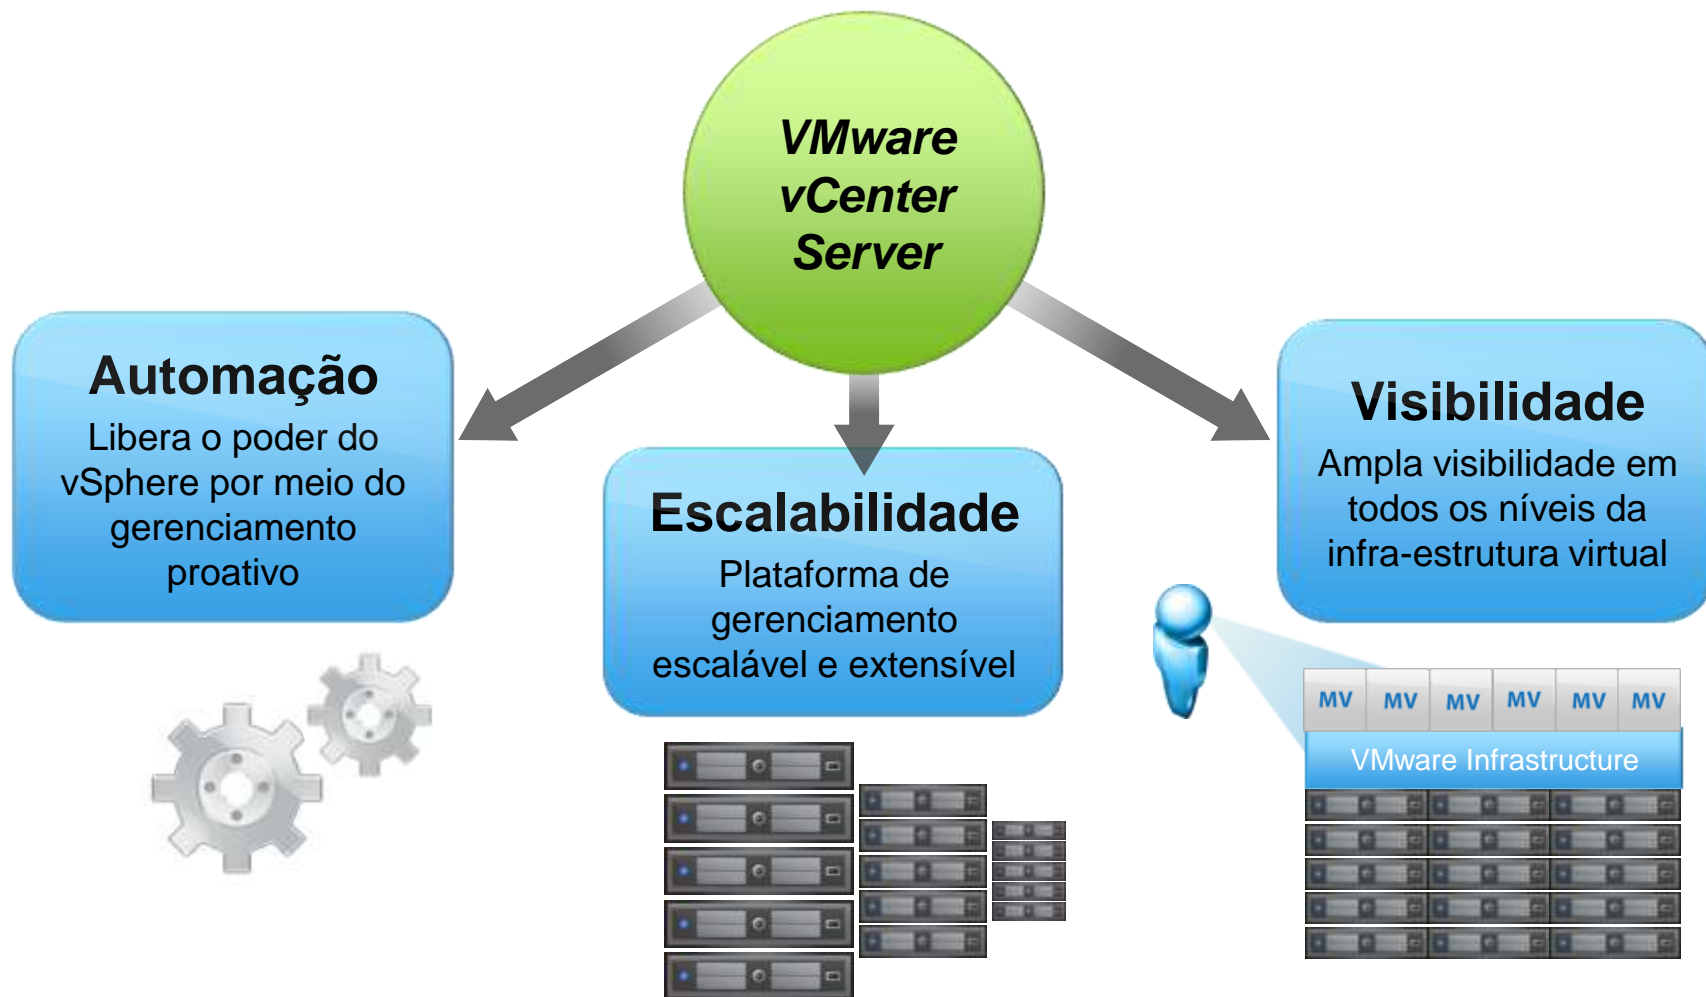 VMware
vCenter
Server
Automação
Libera o poder do
vSphere por meio do
gerenciamento
proativo
Escalabilidade
Plataforma de
gerenciamento
escalável e extensível
Visibilidade
Ampla visibilidade em
todos os níveis da
infra-estrutura virtual
MV MV MV MV MV MV
VMware Infrastructure